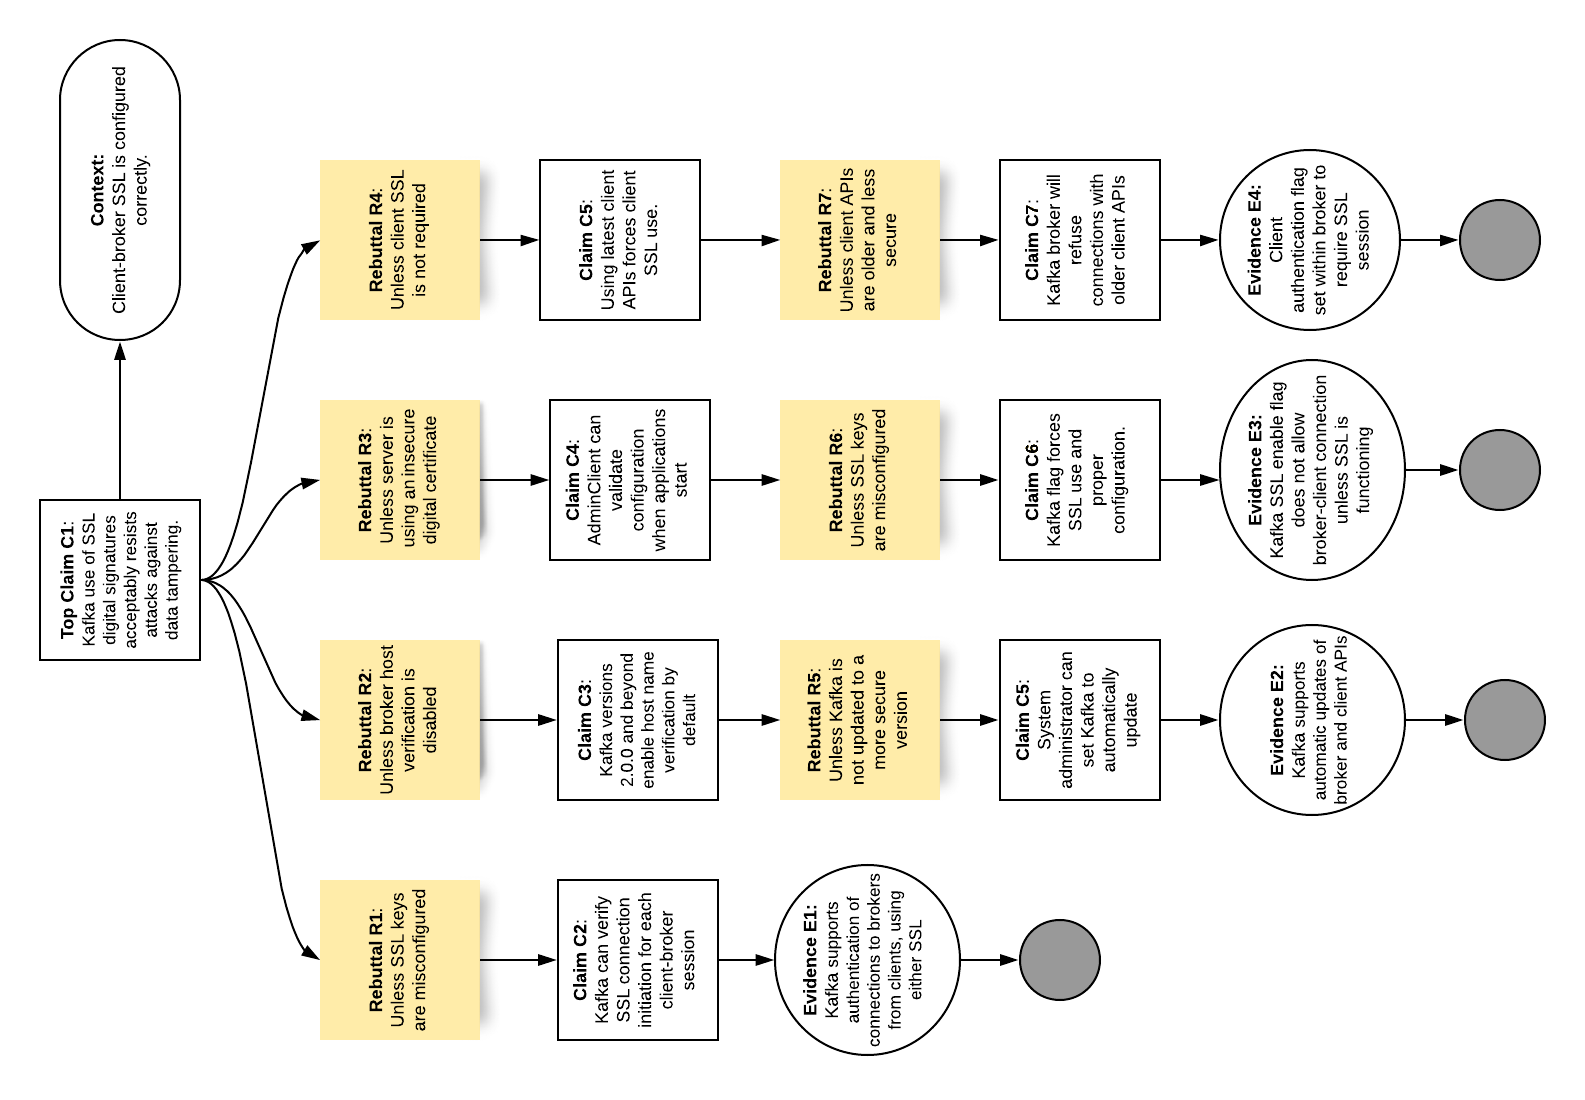 Top Claim C1:
Kafka use of SSL
digital signatures
acceptably resists
attacks against
data tampering.
Context:
Client-broker SSL is configured
correctly.
Rebuttal R1:
Unless SSL keys
are misconfigured
Rebuttal R2:
Unless broker host
verification is
disabled
Rebuttal R3:
Unless server is
using an insecure
digital certificate
Rebuttal R4:
Unless client SSL
is not required
Claim C2:
Kafka can verify
SSL connection
initiation for each
client-broker
session
Claim C3:
Kafka versions
2.0.0 and beyond
enable host name
verification by
default
Claim C4:
AdminClient can
validate
configuration
when applications
start
Claim C5:
Using latest client
APIs forces client
SSL use.
Evidence E1:
Kafka supports
authentication of
connections to brokers
from clients, using
either SSL
Rebuttal R5:
Unless Kafka is
not updated to a
more secure
version
Rebuttal R6:
Unless SSL keys
are misconfigured
Rebuttal R7:
Unless client APIs
are older and less
secure
Claim C5:
System
administrator can
set Kafka to
automatically
update
Claim C6:
Kafka flag forces
SSL use and
proper
configuration.
Claim C7:
Kafka broker will
refuse
connections with
older client APIs
Evidence E2:
Kafka supports
automatic updates of
broker and client APIs
Evidence E3:
Kafka SSL enable flag
does not allow
broker-client connection
unless SSL is
functioning
Evidence E4:
Client
authentication flag
set within broker to
require SSL
session